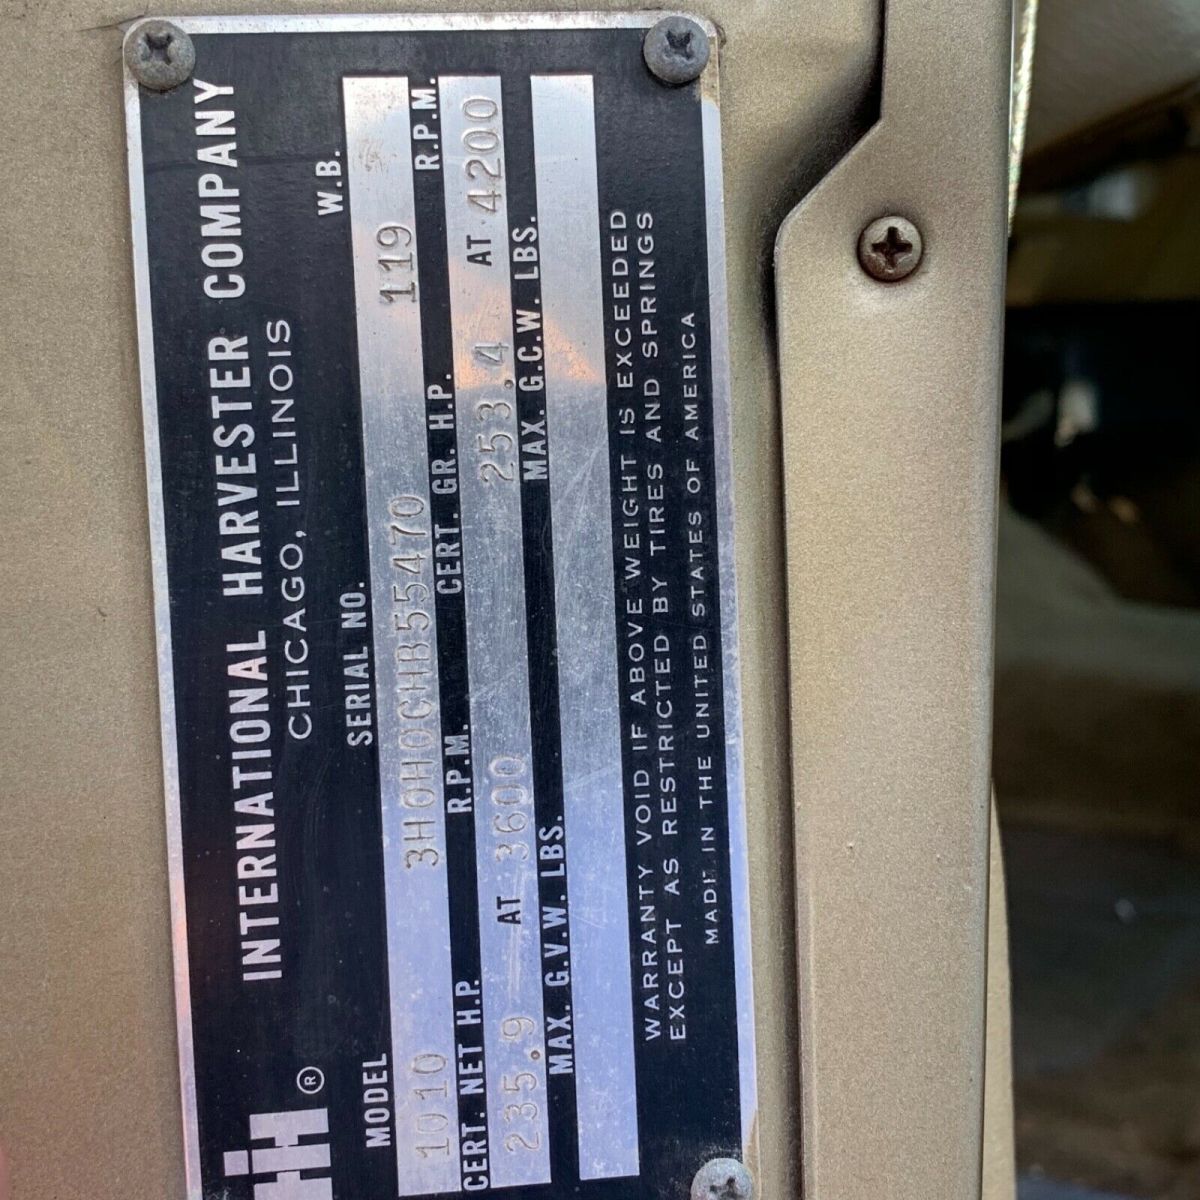 INTERNATIONAL HARVESTER COMPANY
IH ® CHICAGO, ILLINOIS
MODEL SERIAL NO. W.B.
1010 3H0H0CHB55470 119
CERT. NET H.P. R.P.M. CERT. GR. H.P. R.P.M.
235.9 AT 3600 253.4 AT 4200
MAX. G.V.W. LBS. MAX. G.C.W. LBS.
WARRANTY VOID IF ABOVE WEIGHT IS EXCEEDED
EXCEPT AS RESTRICTED BY TIRES AND SPRINGS
MADE IN THE UNITED STATES OF AMERICA